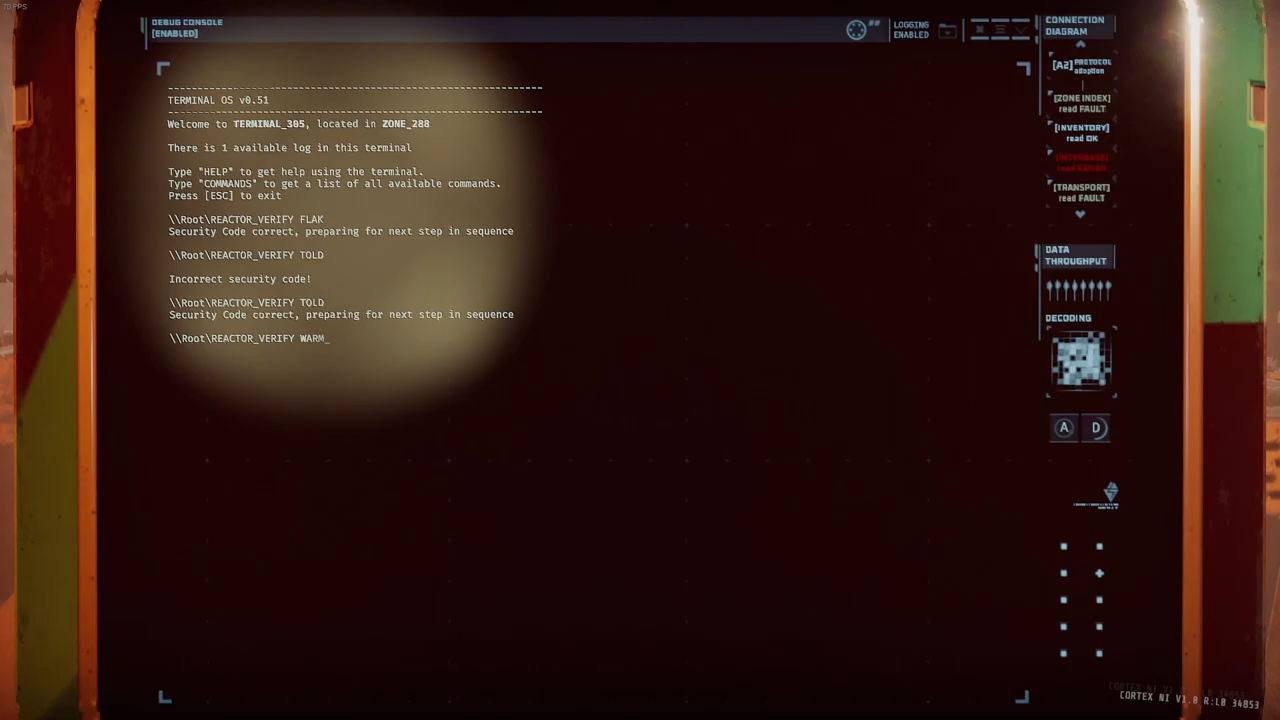 75 FPS
DEBUG CONSOLE
[ENABLED]
LOGGING
ENABLED
----------------------------------------------------------------
TERMINAL OS v0.51
----------------------------------------------------------------
Welcome to TERMINAL_305, located in ZONE_288
There is 1 available log in this terminal
Type "HELP" to get help using the terminal.
Type "COMMANDS" to get a list of all available commands.
Press [ESC] to exit
\\Root\REACTOR_VERIFY FLAK
Security Code correct, preparing for next step in sequence
\\Root\REACTOR_VERIFY TOLD
Incorrect security code!
\\Root\REACTOR_VERIFY TOLD
Security Code correct, preparing for next step in sequence
\\Root\REACTOR_VERIFY WARM_
CONNECTION
DIAGRAM
[A2] PROTOCOL
adoption
[ZONE INDEX]
read FAULT
[INVENTORY]
read OK
[TRANSPORT]
read FAULT
DATA
THROUGHPUT
DECODING
A D
CORTEX NI V1.0 R:L0 34853